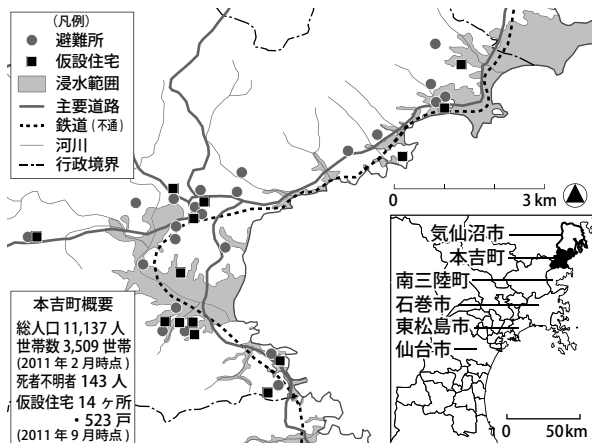 (凡例)
避難所
仮設住宅
浸水範囲
主要道路
鉄道(不通)
河川
行政境界
0 3 km
気仙沼市
本吉町
南三陸町
石巻市
東松島市
仙台市
0 50 km
本吉町概要
総人口 11,137 人
世帯数 3,509 世帯
(2011 年 2 月時点)
死者不明者 143 人
仮設住宅 14 ヶ所
・523 戸
(2011 年 9 月時点)